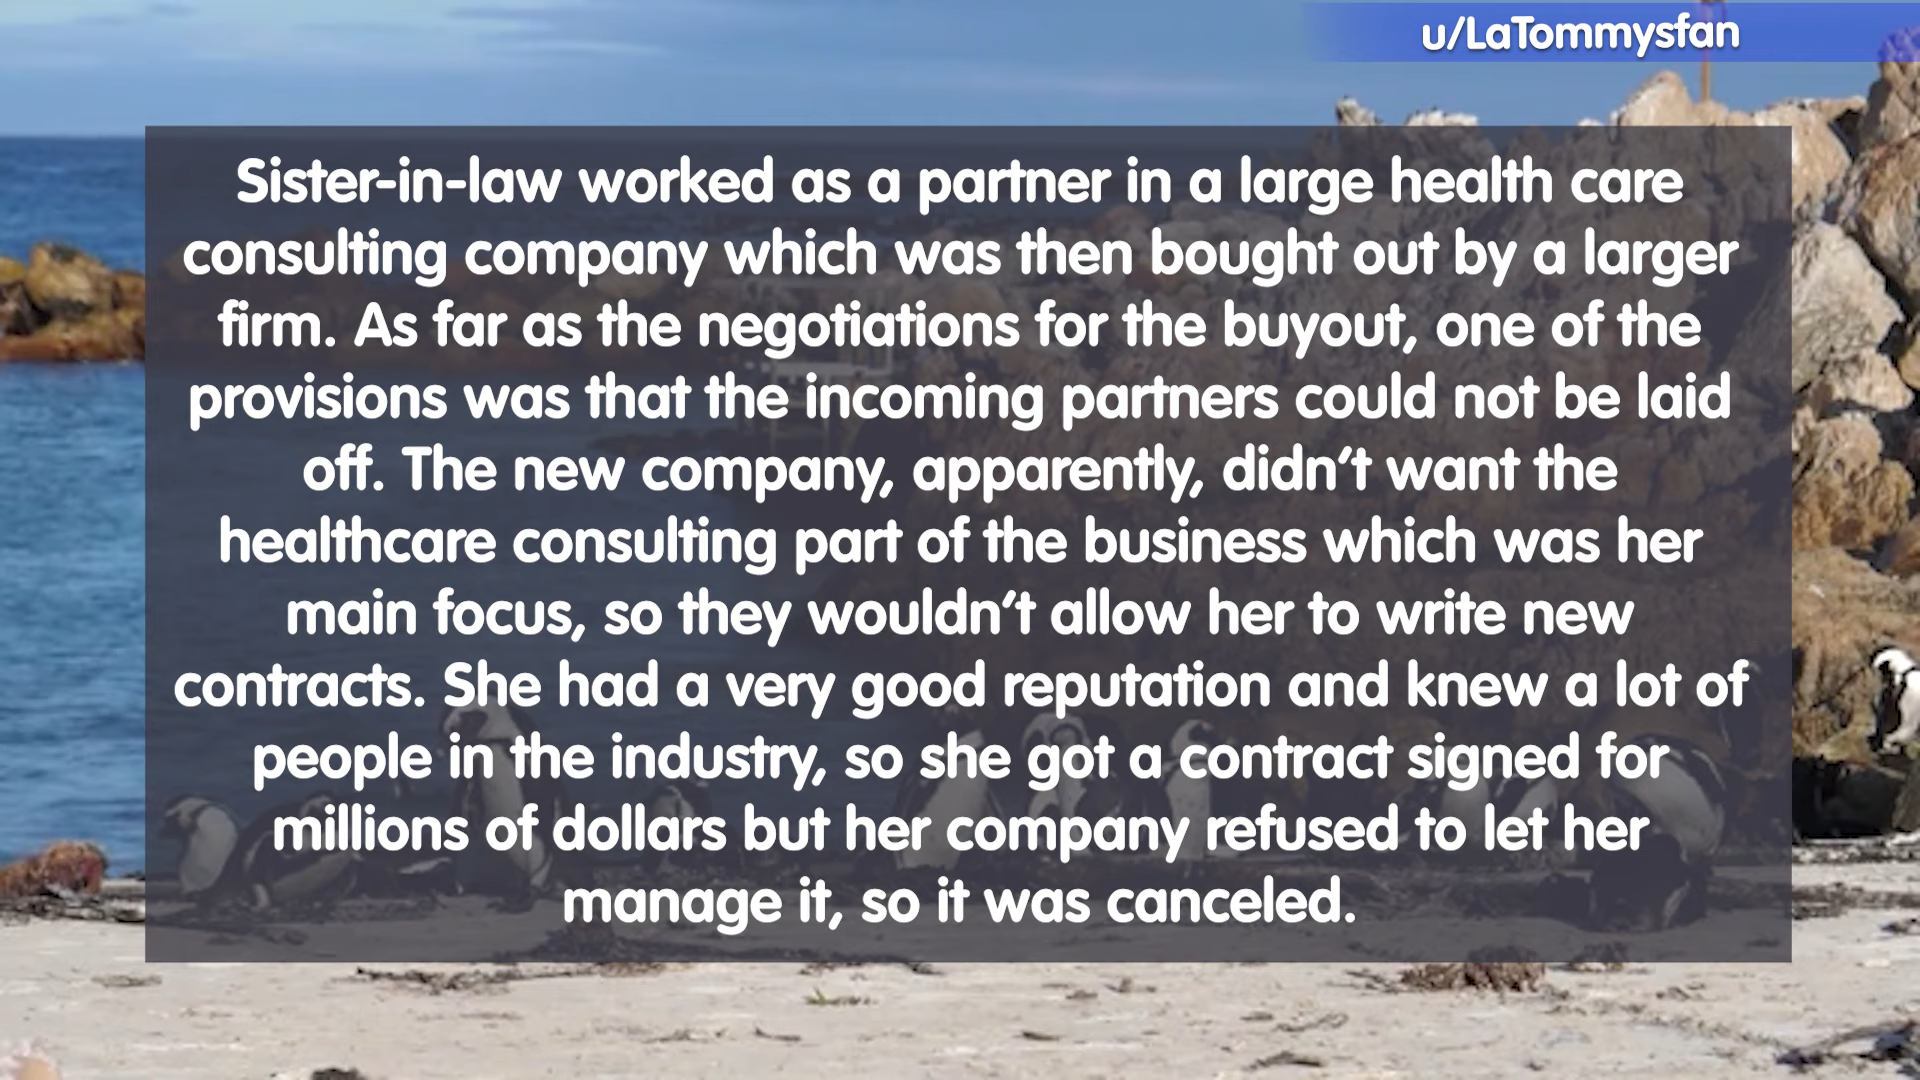 u/LaTommysfan
Sister-in-law worked as a partner in a large health care
consulting company which was then bought out by a larger
firm. As far as the negotiations for the buyout, one of the
provisions was that the incoming partners could not be laid
off. The new company, apparently, didn’t want the
healthcare consulting part of the business which was her
main focus, so they wouldn’t allow her to write new
contracts. She had a very good reputation and knew a lot of
people in the industry, so she got a contract signed for
millions of dollars but her company refused to let her
manage it, so it was canceled.